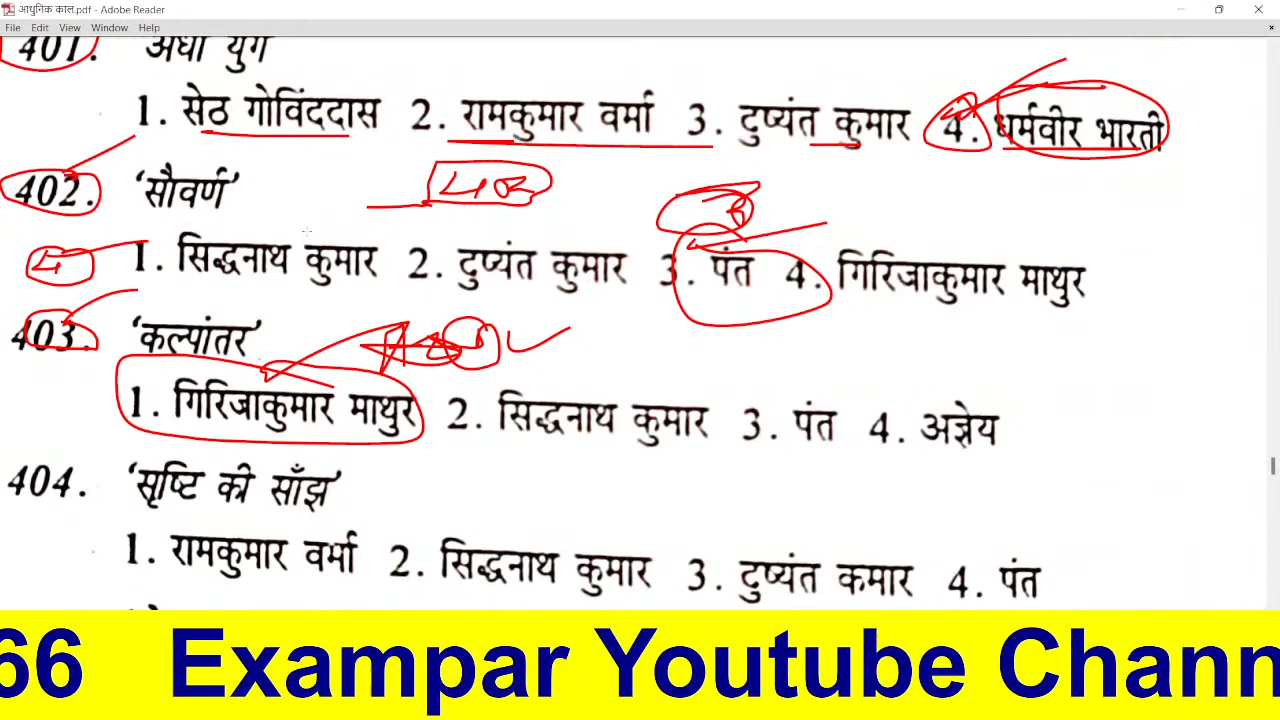 आधुनिक काल.pdf - Adobe Reader
File Edit View Window Help
401. अंधा युग
1. सेठ गोविंददास 2. रामकुमार वर्मा 3. दुष्यंत कुमार 4. धर्मवीर भारती
402. 'सौवर्ण'
1. सिद्धनाथ कुमार 2. दुष्यंत कुमार 3. पंत 4. गिरिजाकुमार माथुर
403. 'कल्पांतर'
1. गिरिजाकुमार माथुर 2. सिद्धनाथ कुमार 3. पंत 4. अज्ञेय
404. 'सृष्टि की साँझ'
1. रामकुमार वर्मा 2. सिद्धनाथ कुमार 3. दुष्यंत कमार 4. पंत
66 Exampar Youtube Chann